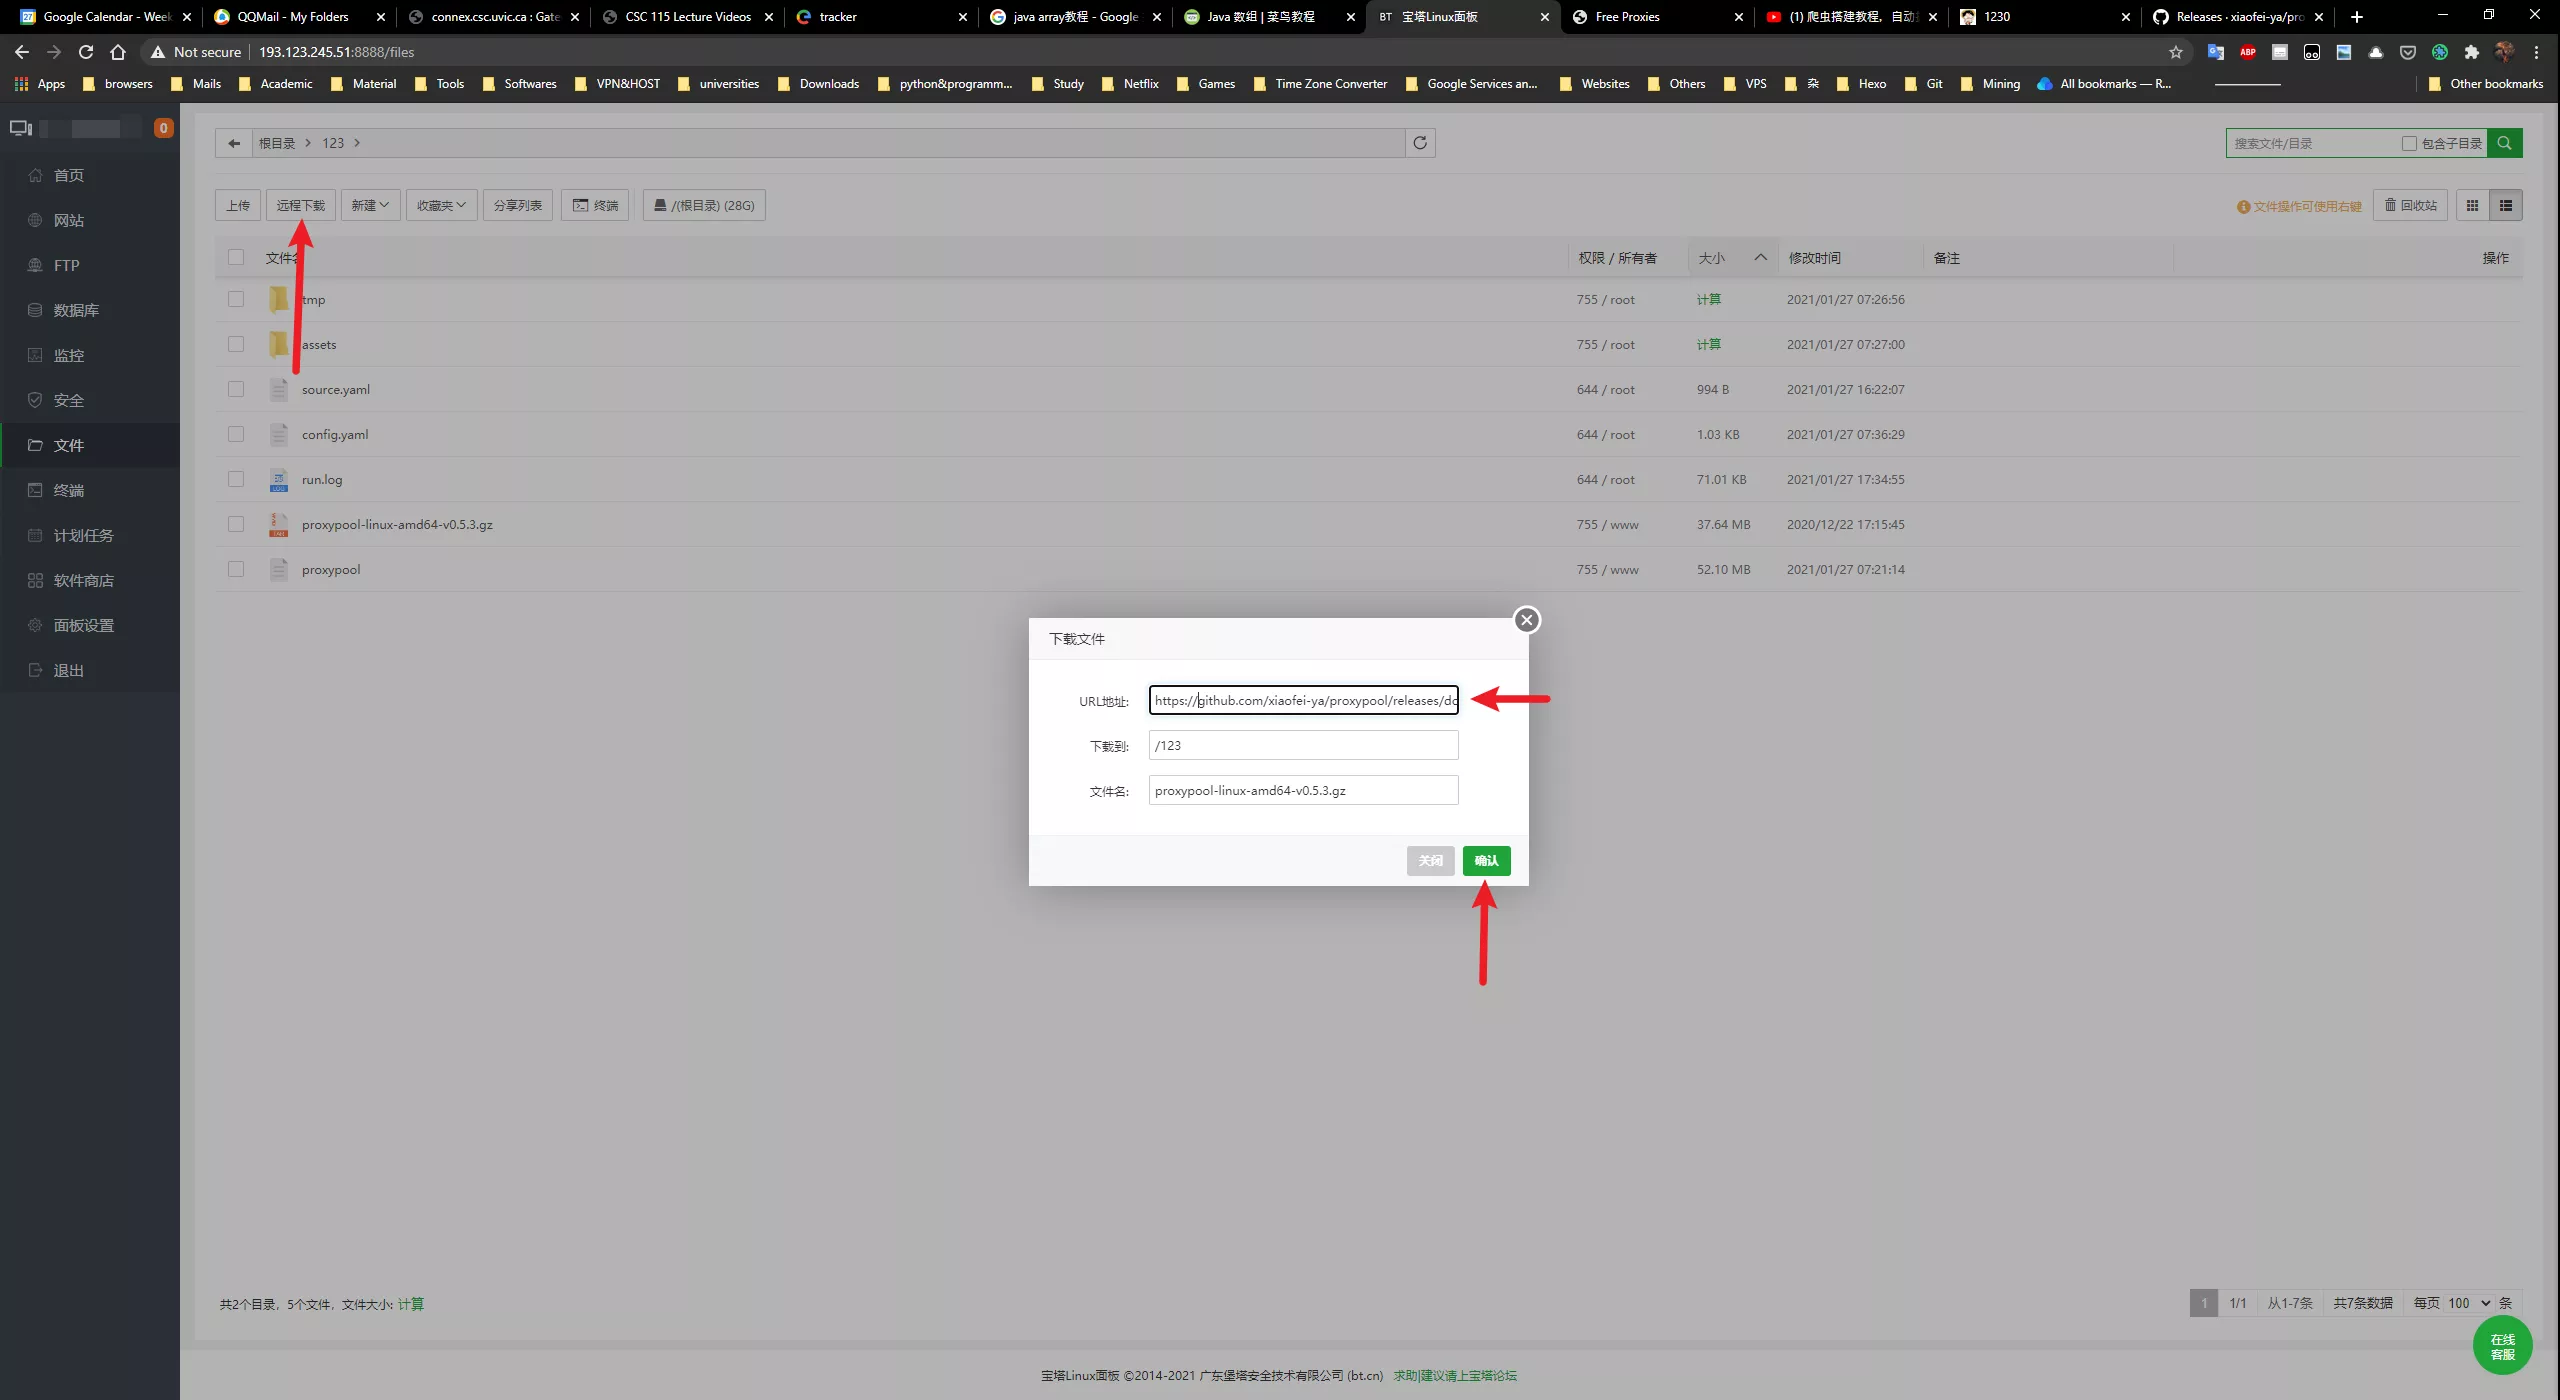 Google Calendar - Week
QQMail - My Folders
connex.csc.uvic.ca : Gate
CSC 115 Lecture Videos
tracker
java array教程 - Google
Java 数组 | 菜鸟教程
BT 宝塔Linux面板
Free Proxies
(1) 爬虫搭建教程，自动
1230
Releases · xiaofei-ya/pro
Not secure 193.123.245.51:8888/files
ABP
Apps browsers Mails Academic Material Tools Softwares VPN&HOST universities Downloads python&programm... Study Netflix Games Time Zone Converter Google Services an... Websites Others VPS 杂 Hexo Git Mining All bookmarks — R... Other bookmarks
0
首页
网站
FTP
数据库
监控
安全
文件
终端
计划任务
软件商店
面板设置
退出
根目录 123
搜索文件/目录 包含子目录
上传 远程下载 新建 收藏夹 分享列表 终端 /(根目录) (28G)
文件操作可使用右键 回收站
文件名 权限 / 所有者 大小 修改时间 备注 操作
tmp 755 / root 计算 2021/01/27 07:26:56
assets 755 / root 计算 2021/01/27 07:27:00
source.yaml 644 / root 994 B 2021/01/27 16:22:07
config.yaml 644 / root 1.03 KB 2021/01/27 07:36:29
run.log 644 / root 71.01 KB 2021/01/27 17:34:55
proxypool-linux-amd64-v0.5.3.gz 755 / www 37.64 MB 2020/12/22 17:15:45
proxypool 755 / www 52.10 MB 2021/01/27 07:21:14
下载文件
URL地址: https://github.com/xiaofei-ya/proxypool/releases/do
下载到: /123
文件名: proxypool-linux-amd64-v0.5.3.gz
关闭 确认
共2个目录，5个文件，文件大小: 计算
1 1/1 从1-7条 共7条数据 每页 100 条
在线
客服
宝塔Linux面板 ©2014-2021 广东堡塔安全技术有限公司 (bt.cn) 求助|建议请上宝塔论坛